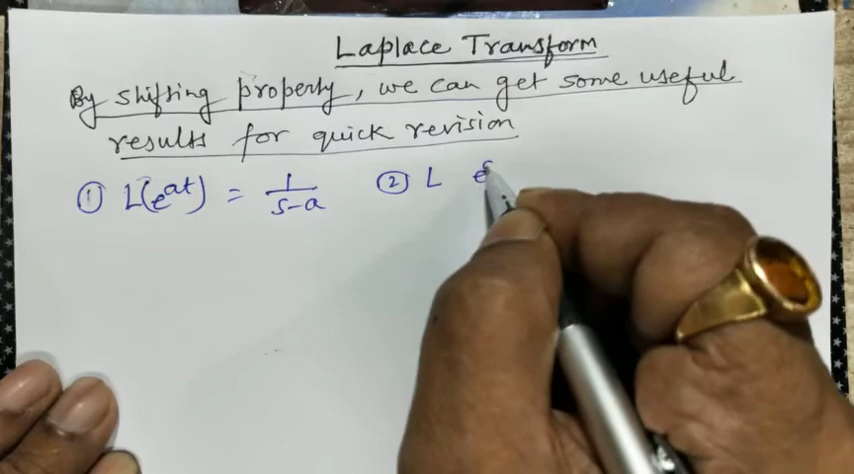 Laplace Transform
By shifting property, we can get some useful
results for quick revision
① L(e^at) = 1/(s-a) ② L e